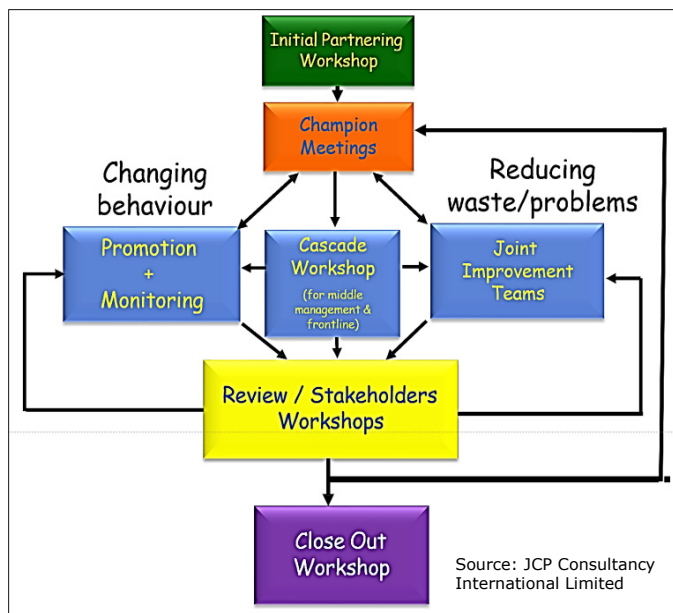 Initial Partnering
Workshop
Champion
Meetings
Changing
behaviour
Reducing
waste/problems
Promotion
+
Monitoring
Cascade
Workshop
(for middle
management &
frontline)
Joint
Improvement
Teams
Review / Stakeholders
Workshops
Close Out
Workshop
Source: JCP Consultancy
International Limited